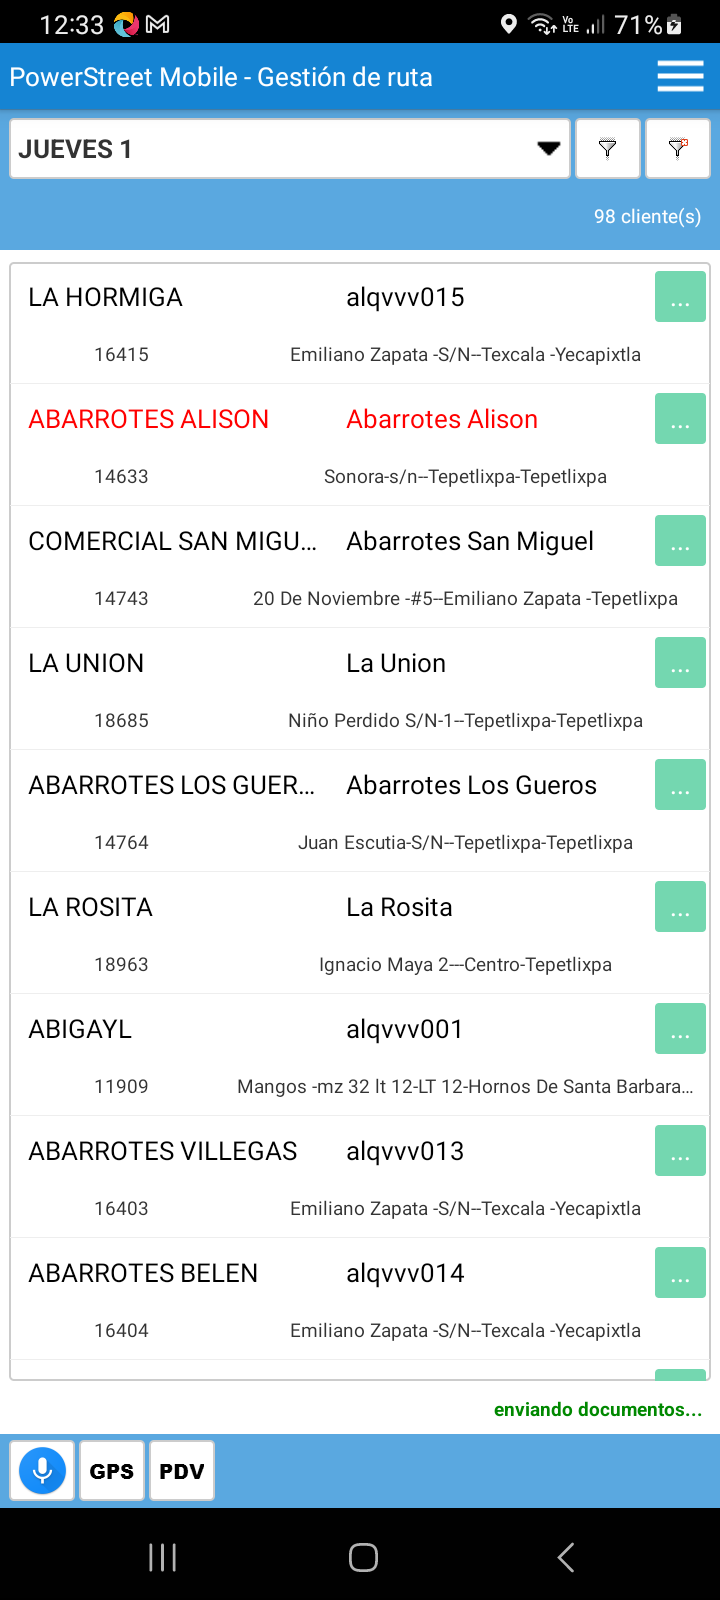 12:33
Vo LTE 71%
PowerStreet Mobile - Gestión de ruta
JUEVES 1
98 cliente(s)
LA HORMIGA alqvvv015 ...
16415 Emiliano Zapata -S/N--Texcala -Yecapixtla
ABARROTES ALISON Abarrotes Alison ...
14633 Sonora-s/n--Tepetlixpa-Tepetlixpa
COMERCIAL SAN MIGU... Abarrotes San Miguel ...
14743 20 De Noviembre -#5--Emiliano Zapata -Tepetlixpa
LA UNION La Union ...
18685 Niño Perdido S/N-1--Tepetlixpa-Tepetlixpa
ABARROTES LOS GUER... Abarrotes Los Gueros ...
14764 Juan Escutia-S/N--Tepetlixpa-Tepetlixpa
LA ROSITA La Rosita ...
18963 Ignacio Maya 2---Centro-Tepetlixpa
ABIGAYL alqvvv001 ...
11909 Mangos -mz 32 lt 12-LT 12-Hornos De Santa Barbara...
ABARROTES VILLEGAS alqvvv013 ...
16403 Emiliano Zapata -S/N--Texcala -Yecapixtla
ABARROTES BELEN alqvvv014 ...
16404 Emiliano Zapata -S/N--Texcala -Yecapixtla
enviando documentos...
GPS PDV